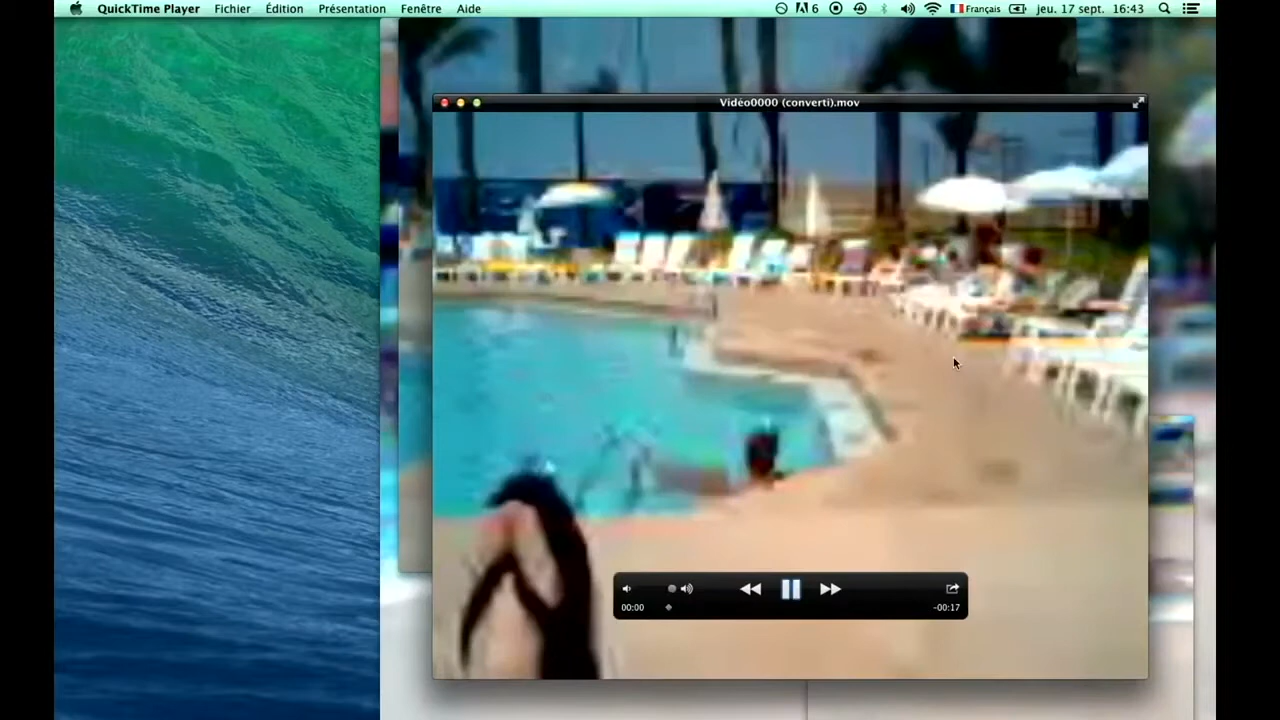 QuickTime Player Fichier Édition Présentation Fenêtre Aide 6 Français jeu. 17 sept. 16:43
Vidéo0000 (converti).mov
00:00 -00:17